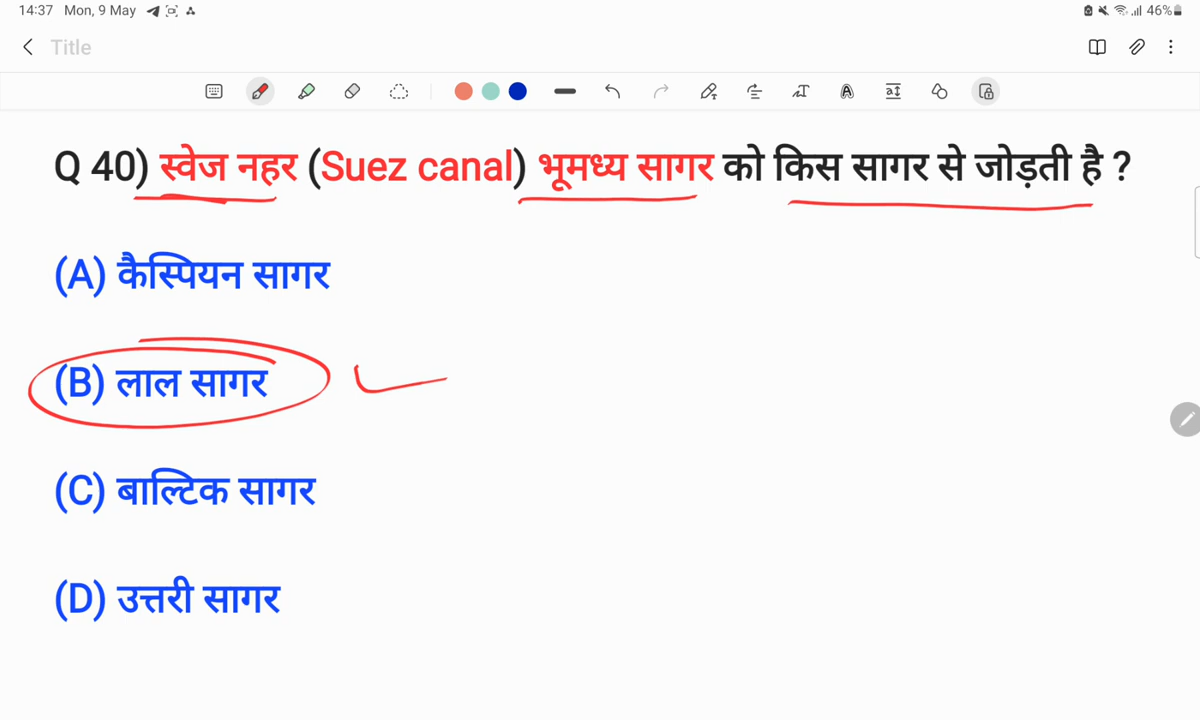 14:37 Mon, 9 May 46%
Title
Q 40) स्वेज नहर (Suez canal) भूमध्य सागर को किस सागर से जोड़ती है ?
(A) कैस्पियन सागर
(B) लाल सागर
(C) बाल्टिक सागर
(D) उत्तरी सागर